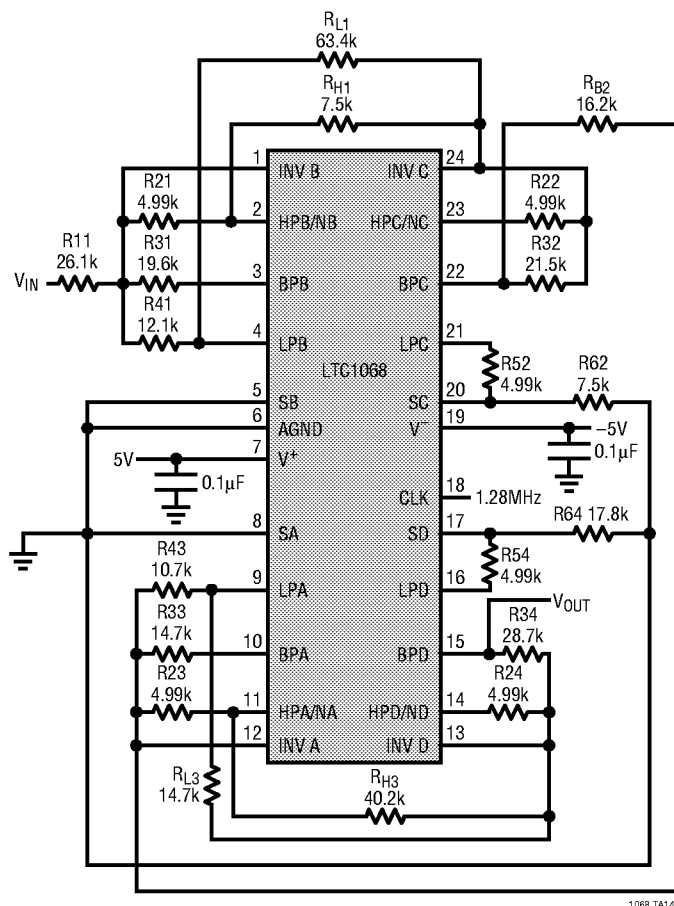 RL1
63.4k
RH1
7.5k
RB2
16.2k
1
INV B
INV C
24
R21
4.99k
2
HPB/NB
HPC/NC
23
R22
4.99k
R11
26.1k
VIN
R31
19.6k
3
BPB
BPC
22
R32
21.5k
R41
12.1k
4
LPB
LPC
21
LTC1068
R52
4.99k
R62
7.5k
5
SB
SC
20
6
AGND
V−
19
−5V
0.1µF
5V
7
V+
0.1µF
CLK
18
1.28MHz
8
SA
SD
17
R64 17.8k
R43
10.7k
9
LPA
LPD
16
R54
4.99k
VOUT
R33
14.7k
10
BPA
BPD
15
R34
28.7k
R23
4.99k
11
HPA/NA
HPD/ND
14
R24
4.99k
12
INV A
INV D
13
RL3
14.7k
RH3
40.2k
1068 TA14